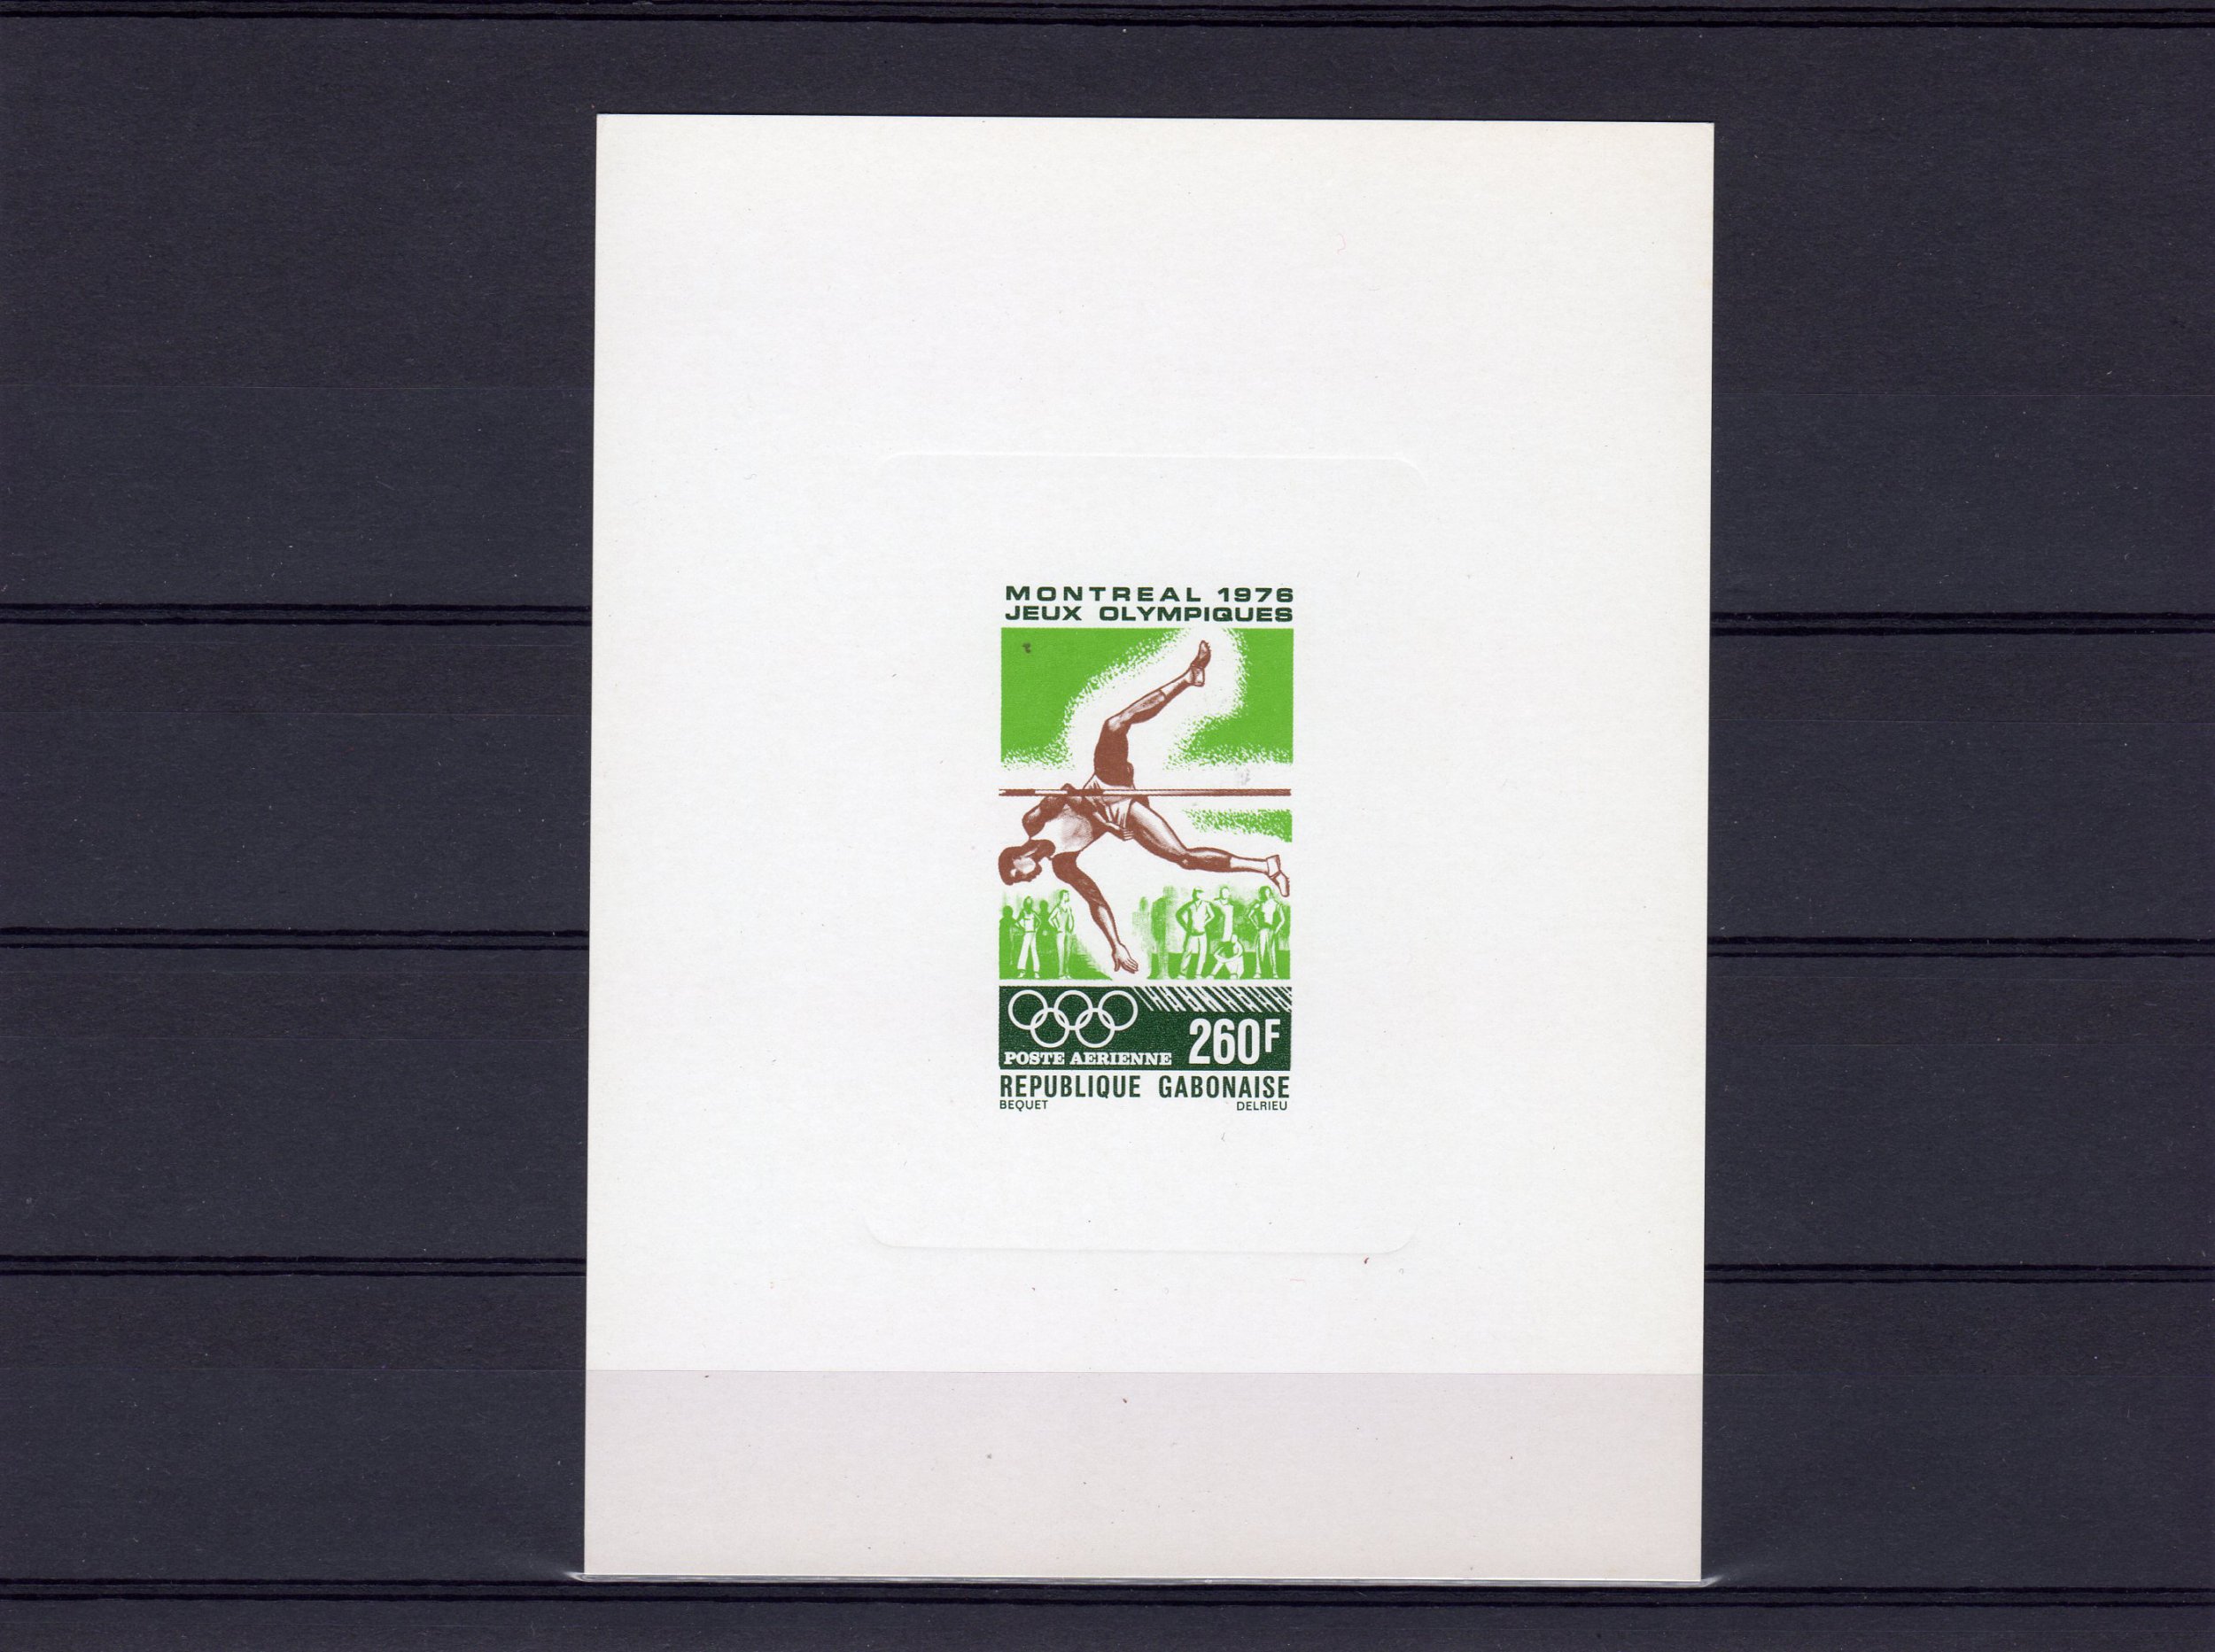 MONTREAL 1976
JEUX OLYMPIQUES
260F
POSTE AERIENNE
REPUBLIQUE GABONAISE
BEQUET DELRIEU